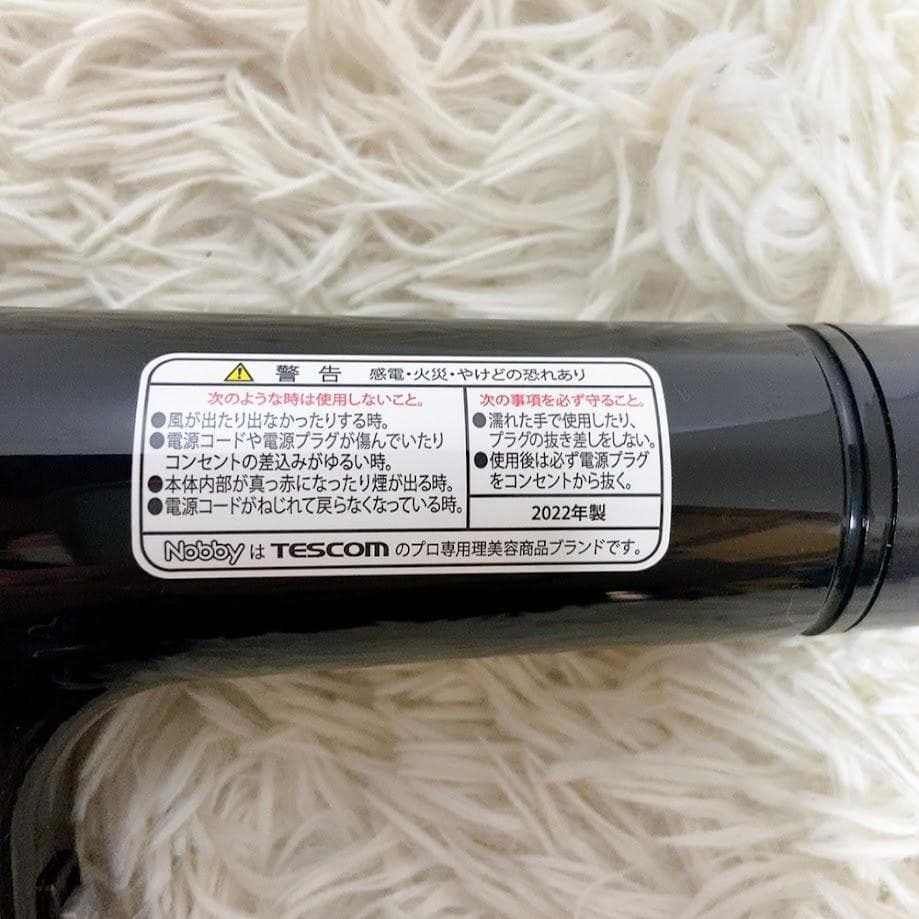 警告 感電・火災・やけどの恐れあり
次のような時は使用しないこと。
●風が出たり出なかったりする時。
●電源コードや電源プラグが傷んでいたり
コンセントの差込みがゆるい時。
●本体内部が真っ赤になったり煙が出る時。
●電源コードがねじれて戻らなくなっている時。
次の事項を必ず守ること。
●濡れた手で使用したり、
プラグの抜き差しをしない。
●使用後は必ず電源プラグ
をコンセントから抜く。
2022年製
Nobby は TESCOM のプロ専用理美容商品ブランドです。